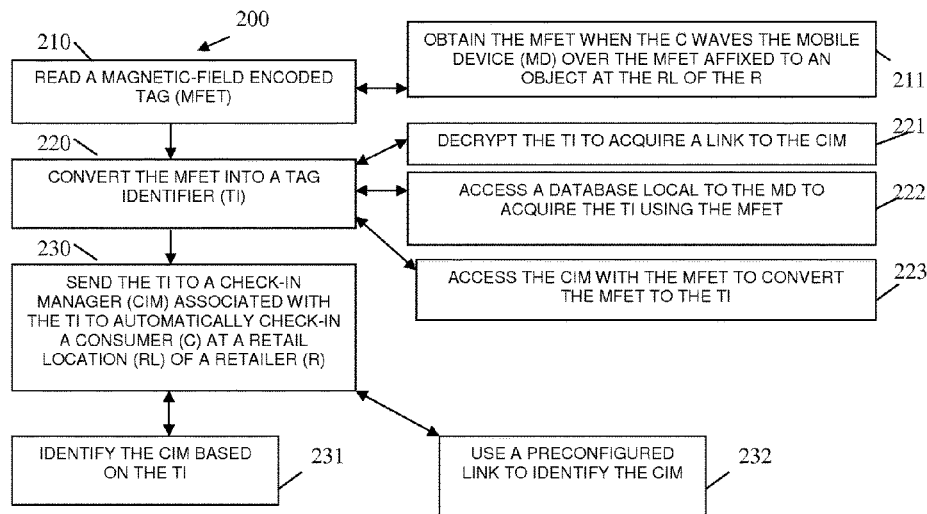 200
210
READ A MAGNETIC-FIELD ENCODED
TAG (MFET)
OBTAIN THE MFET WHEN THE C WAVES THE MOBILE
DEVICE (MD) OVER THE MFET AFFIXED TO AN
OBJECT AT THE RL OF THE R
211
220
CONVERT THE MFET INTO A TAG
IDENTIFIER (TI)
221
DECRYPT THE TI TO ACQUIRE A LINK TO THE CIM
ACCESS A DATABASE LOCAL TO THE MD TO
ACQUIRE THE TI USING THE MFET
222
ACCESS THE CIM WITH THE MFET TO CONVERT
THE MFET TO THE TI
223
230
SEND THE TI TO A CHECK-IN
MANAGER (CIM) ASSOCIATED WITH
THE TI TO AUTOMATICALLY CHECK-IN
A CONSUMER (C) AT A RETAIL
LOCATION (RL) OF A RETAILER (R)
IDENTIFY THE CIM BASED
ON THE TI
231
USE A PRECONFIGURED
LINK TO IDENTIFY THE CIM
232